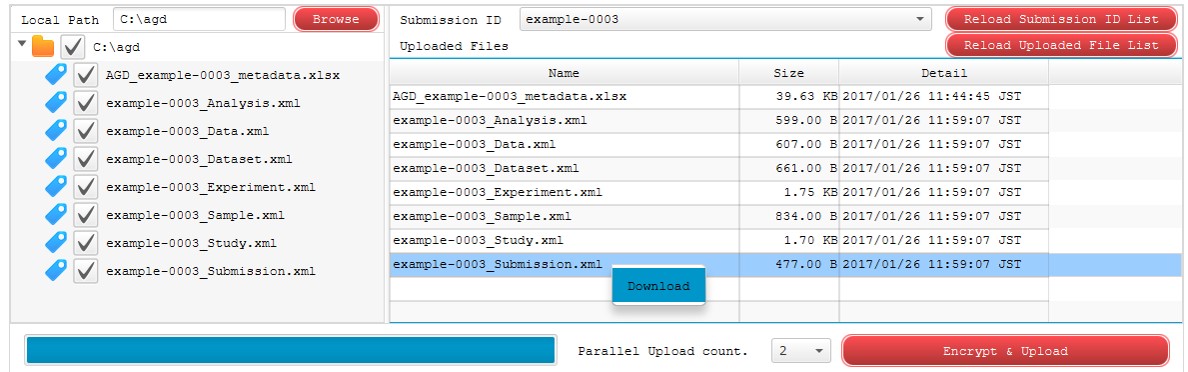 Local Path C:\agd Browse
C:\agd
AGD_example-0003_metadata.xlsx
example-0003_Analysis.xml
example-0003_Data.xml
example-0003_Dataset.xml
example-0003_Experiment.xml
example-0003_Sample.xml
example-0003_Study.xml
example-0003_Submission.xml
Submission ID example-0003 Reload Submission ID List
Uploaded Files Reload Uploaded File List
Name Size Detail
AGD_example-0003_metadata.xlsx 39.63 KB 2017/01/26 11:44:45 JST
example-0003_Analysis.xml 599.00 B 2017/01/26 11:59:07 JST
example-0003_Data.xml 607.00 B 2017/01/26 11:59:07 JST
example-0003_Dataset.xml 661.00 B 2017/01/26 11:59:07 JST
example-0003_Experiment.xml 1.75 KB 2017/01/26 11:59:07 JST
example-0003_Sample.xml 834.00 B 2017/01/26 11:59:07 JST
example-0003_Study.xml 1.70 KB 2017/01/26 11:59:07 JST
example-0003_Submission.xml 477.00 B 2017/01/26 11:59:07 JST
Download
Parallel Upload count. 2 Encrypt & Upload